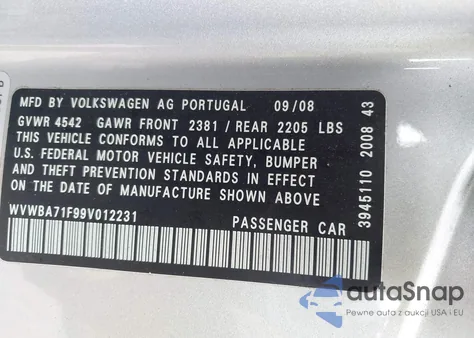 MFD BY VOLKSWAGEN AG PORTUGAL 09/08
GVWR 4542 GAWR FRONT 2381/REAR 2205 LBS
THIS VEHICLE CONFORMS TO ALL APPLICABLE
U.S. FEDERAL MOTOR VEHICLE SAFETY, BUMPER
AND THEFT PREVENTION STANDARDS IN EFFECT
ON THE DATE OF MANUFACTURE SHOWN ABOVE
WVWBA71F99V012231 PASSENGER CAR
3945110 2008 43
autoSnap
Pewne auta z aukcji USA i EU